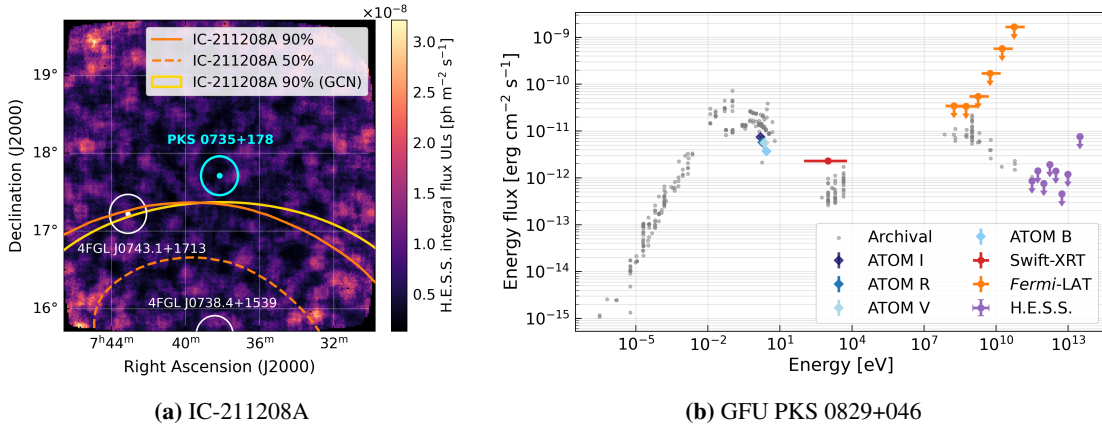 ×10⁻⁸
IC-211208A 90%
IC-211208A 50%
IC-211208A 90% (GCN)
PKS 0735+178
4FGL J0743.1+1713
4FGL J0738.4+1539
19°
18°
17°
16°
Declination (J2000)
7ʰ44ᵐ 40ᵐ 36ᵐ 32ᵐ
Right Ascension (J2000)
3.0
2.5
2.0
1.5
1.0
0.5
H.E.S.S. integral flux ULs [ph m⁻² s⁻¹]
(a) IC-211208A
10⁻⁹
10⁻¹⁰
10⁻¹¹
10⁻¹²
10⁻¹³
10⁻¹⁴
10⁻¹⁵
Energy flux [erg cm⁻² s⁻¹]
Archival
ATOM I
ATOM R
ATOM V
ATOM B
Swift-XRT
Fermi-LAT
H.E.S.S.
10⁻⁵ 10⁻² 10¹ 10⁴ 10⁷ 10¹⁰ 10¹³
Energy [eV]
(b) GFU PKS 0829+046